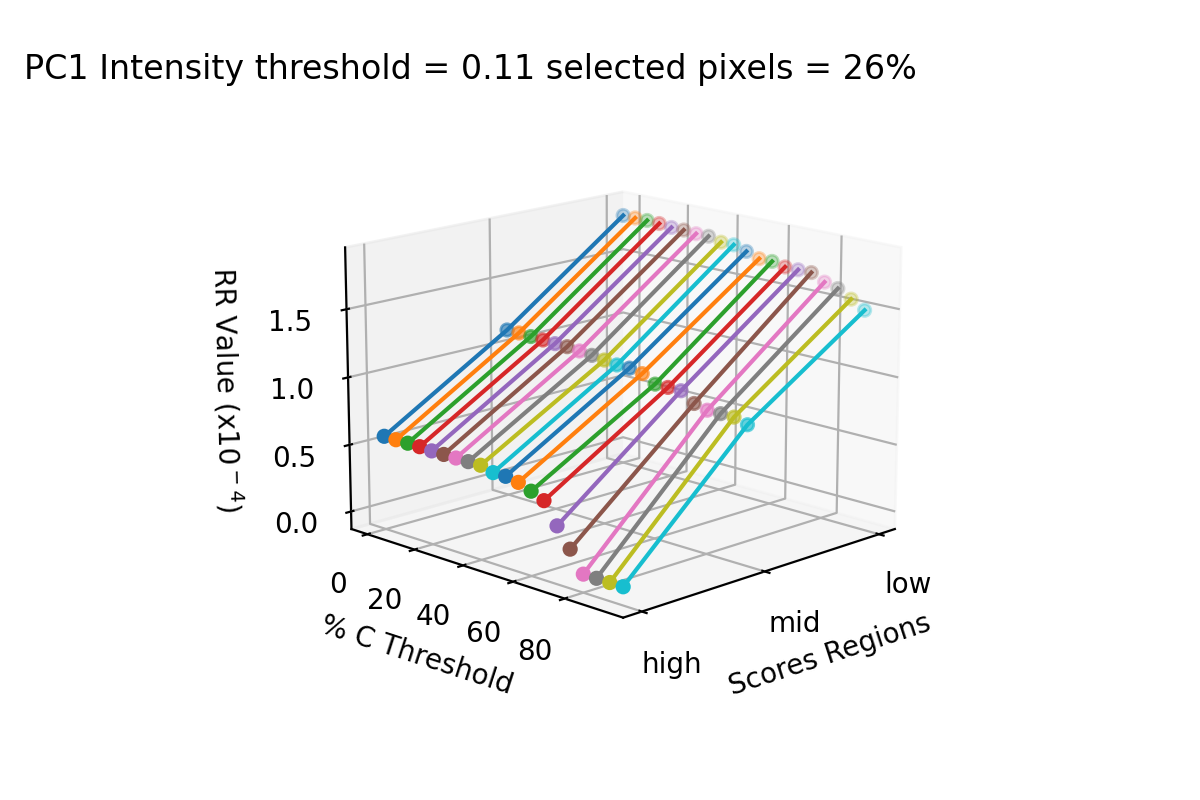 PC1 Intensity threshold = 0.11 selected pixels = 26%
RR Value (x10⁻⁴)
1.5
1.0
0.5
0.0
0
20
40
60
80
% C Threshold
high
mid
low
Scores Regions